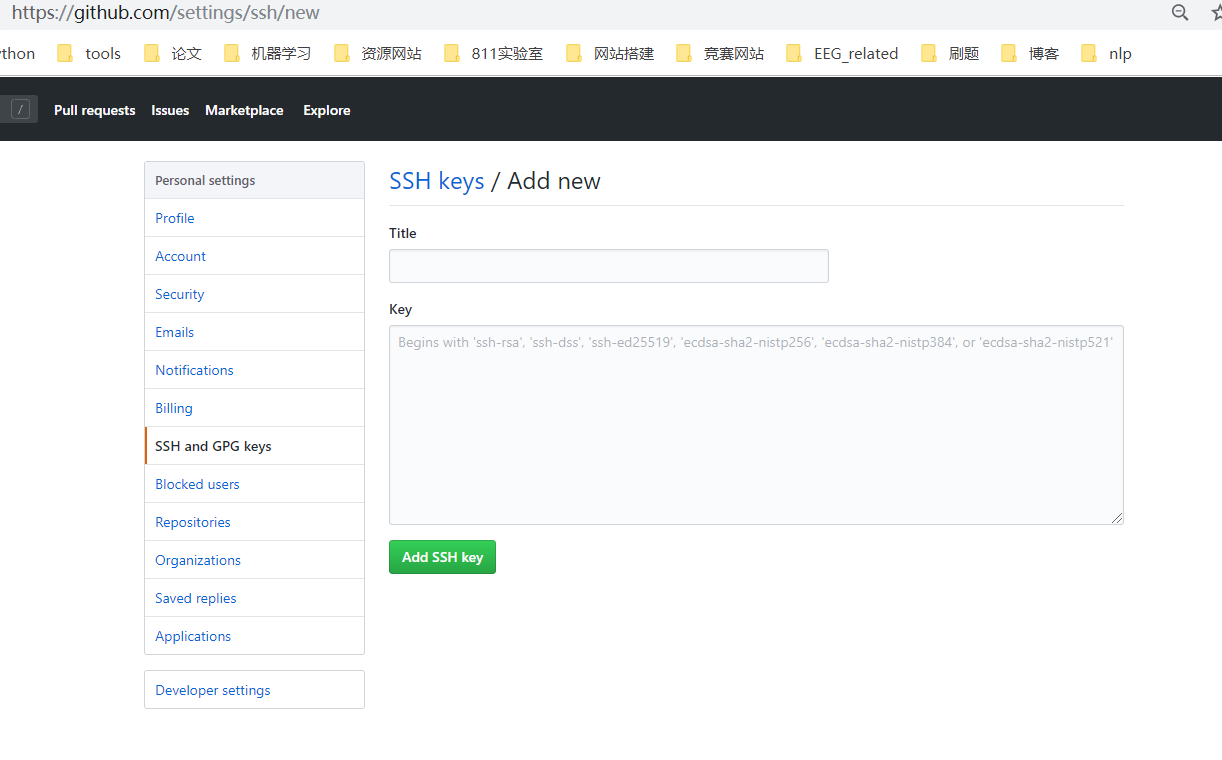 https://github.com/settings/ssh/new
ython tools 论文 机器学习 资源网站 811实验室 网站搭建 竞赛网站 EEG_related 刷题 博客 nlp
/ Pull requests Issues Marketplace Explore
Personal settings
Profile
Account
Security
Emails
Notifications
Billing
SSH and GPG keys
Blocked users
Repositories
Organizations
Saved replies
Applications
Developer settings
SSH keys / Add new
Title
Key
Begins with 'ssh-rsa', 'ssh-dss', 'ssh-ed25519', 'ecdsa-sha2-nistp256', 'ecdsa-sha2-nistp384', or 'ecdsa-sha2-nistp521'
Add SSH key